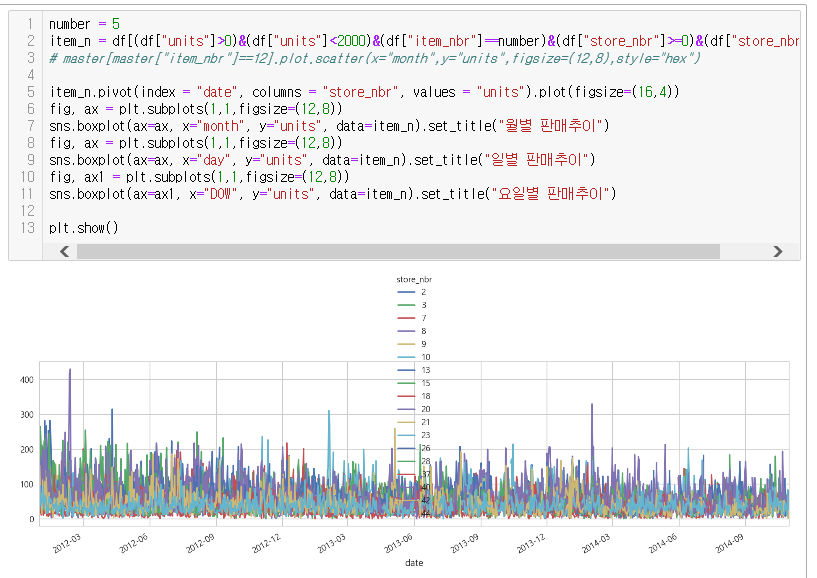 1 number = 5
2 item_n = df[(df["units"]>0)&(df["units"]<2000)&(df["item_nbr"]==number)&(df["store_nbr"]>=0)&(df["store_nbr
3 # master[master["item_nbr"]==12].plot.scatter(x="month",y="units",figsize=(12,8),style="hex")
4
5 item_n.pivot(index = "date", columns = "store_nbr", values = "units").plot(figsize=(16,4))
6 fig, ax = plt.subplots(1,1,figsize=(12,8))
7 sns.boxplot(ax=ax, x="month", y="units", data=item_n).set_title("월별 판매추이")
8 fig, ax = plt.subplots(1,1,figsize=(12,8))
9 sns.boxplot(ax=ax, x="day", y="units", data=item_n).set_title("일별 판매추이")
10 fig, ax1 = plt.subplots(1,1,figsize=(12,8))
11 sns.boxplot(ax=ax1, x="DOW", y="units", data=item_n).set_title("요일별 판매추이")
12
13 plt.show()
store_nbr
2
3
7
8
9
10
13
15
18
20
21
23
26
28
37
40
42
44
400
300
200
100
0
2012-03
2012-06
2012-09
2012-12
2013-03
2013-06
2013-09
2013-12
2014-03
2014-06
2014-09
date